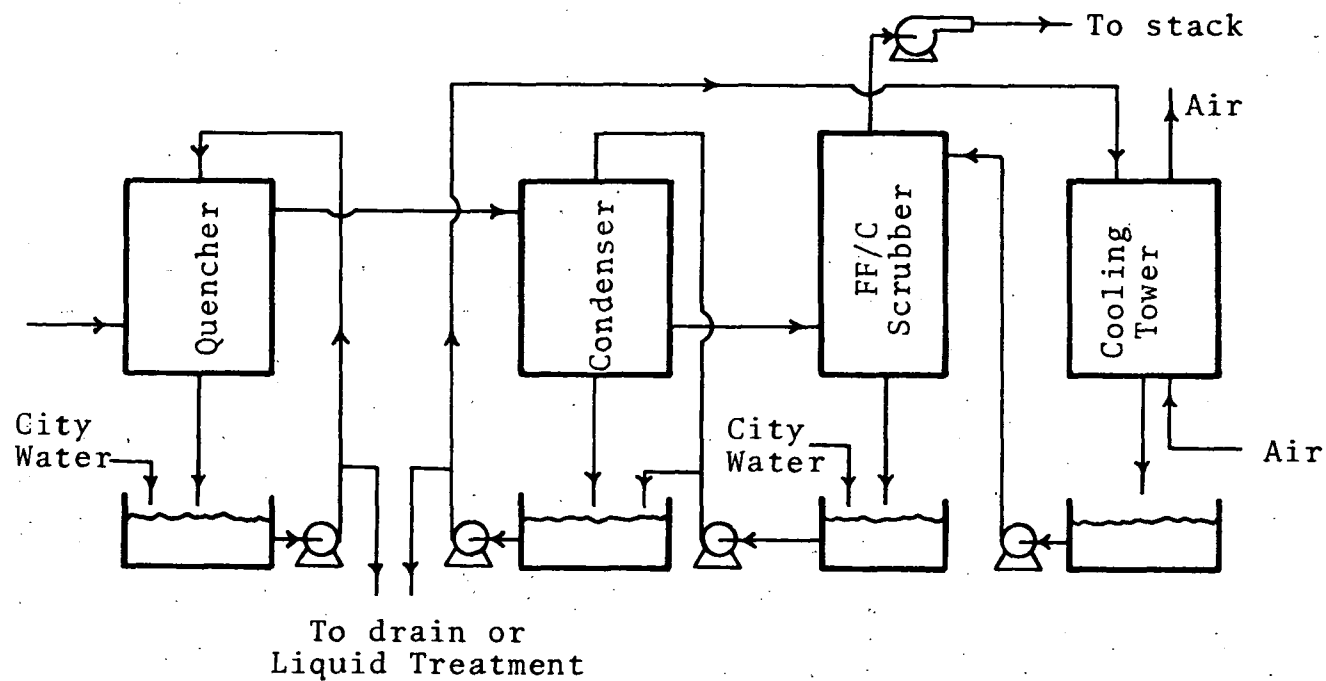 To stack
Air
Quencher
Condenser
FF/C
Scrubber
Cooling
Tower
City
Water
City
Water
Air
To drain or
Liquid Treatment